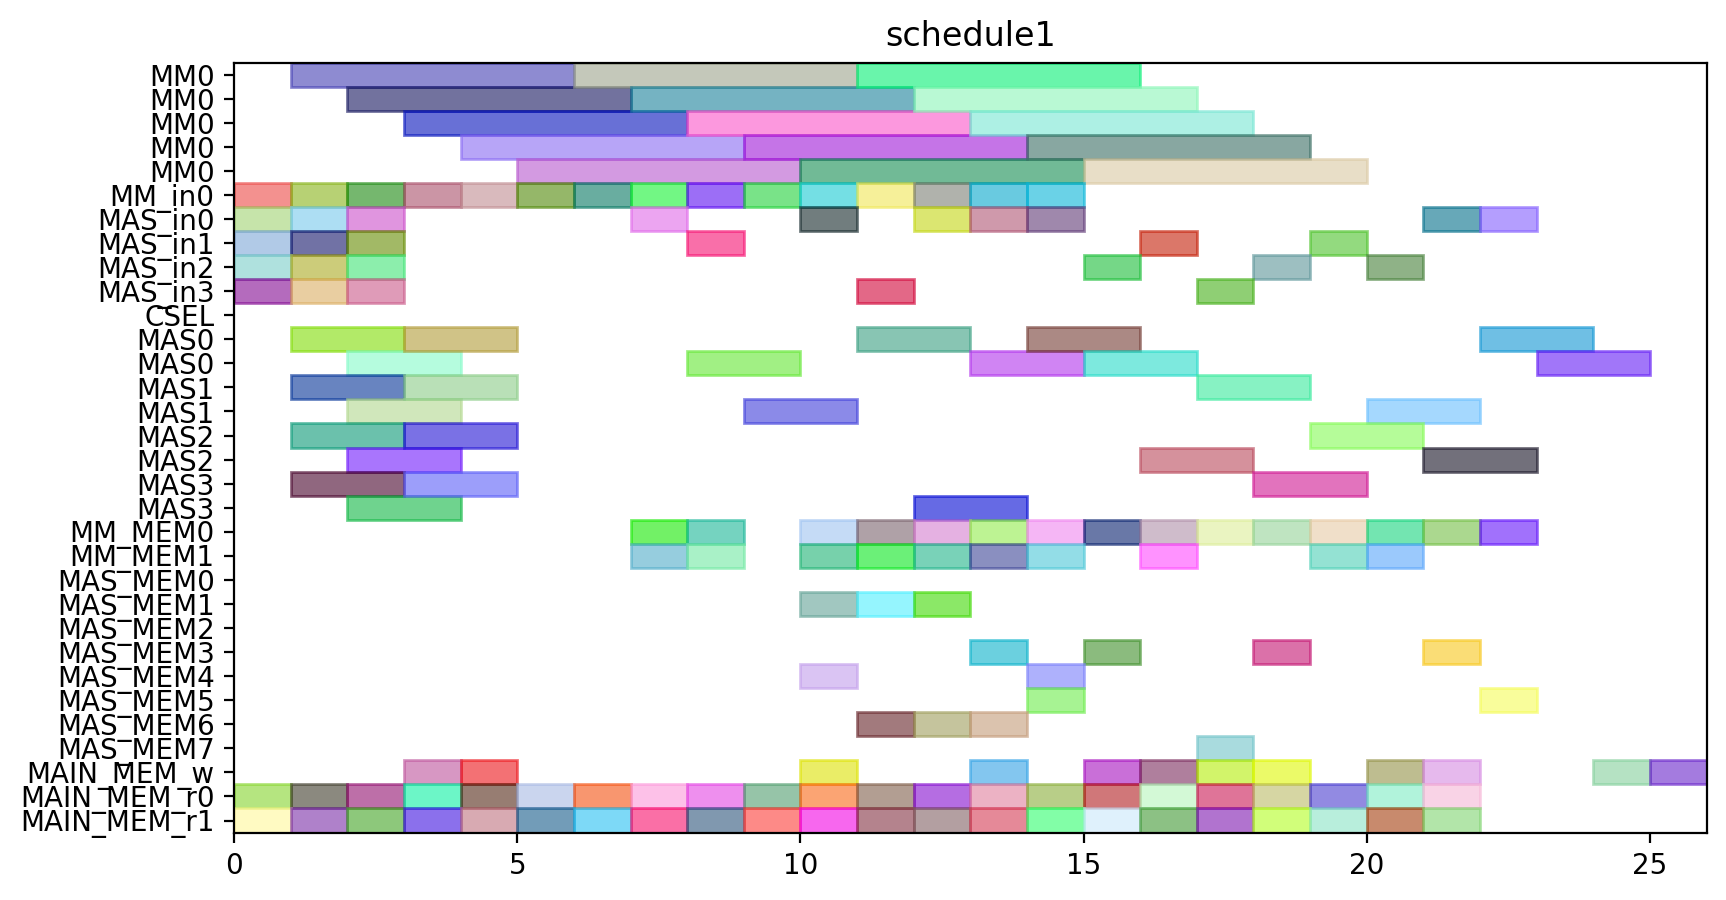 schedule1
MM0
MM0
MM0
MM0
MM0
MM_in0
MAS_in0
MAS_in1
MAS_in2
MAS_in3
CSEL
MAS0
MAS0
MAS1
MAS1
MAS2
MAS2
MAS3
MAS3
MM_MEM0
MM_MEM1
MAS_MEM0
MAS_MEM1
MAS_MEM2
MAS_MEM3
MAS_MEM4
MAS_MEM5
MAS_MEM6
MAS_MEM7
MAIN_MEM_w
MAIN_MEM_r0
MAIN_MEM_r1
0 5 10 15 20 25